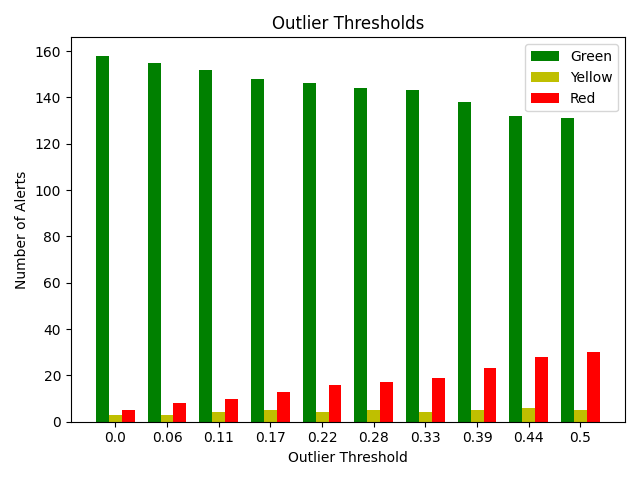 Outlier Thresholds
Green
Yellow
Red
Number of Alerts
160
140
120
100
80
60
40
20
0
0.0 0.06 0.11 0.17 0.22 0.28 0.33 0.39 0.44 0.5
Outlier Threshold